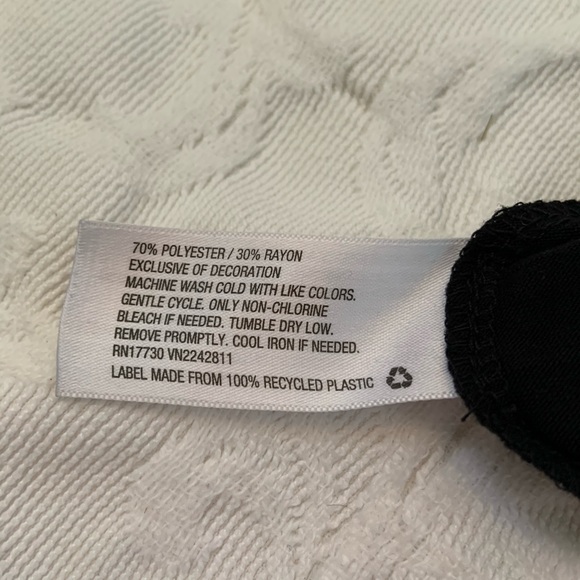 70% POLYESTER / 30% RAYON
EXCLUSIVE OF DECORATION
MACHINE WASH COLD WITH LIKE COLORS.
GENTLE CYCLE. ONLY NON-CHLORINE
BLEACH IF NEEDED. TUMBLE DRY LOW.
REMOVE PROMPTLY. COOL IRON IF NEEDED.
RN17730 VN2242811
LABEL MADE FROM 100% RECYCLED PLASTIC